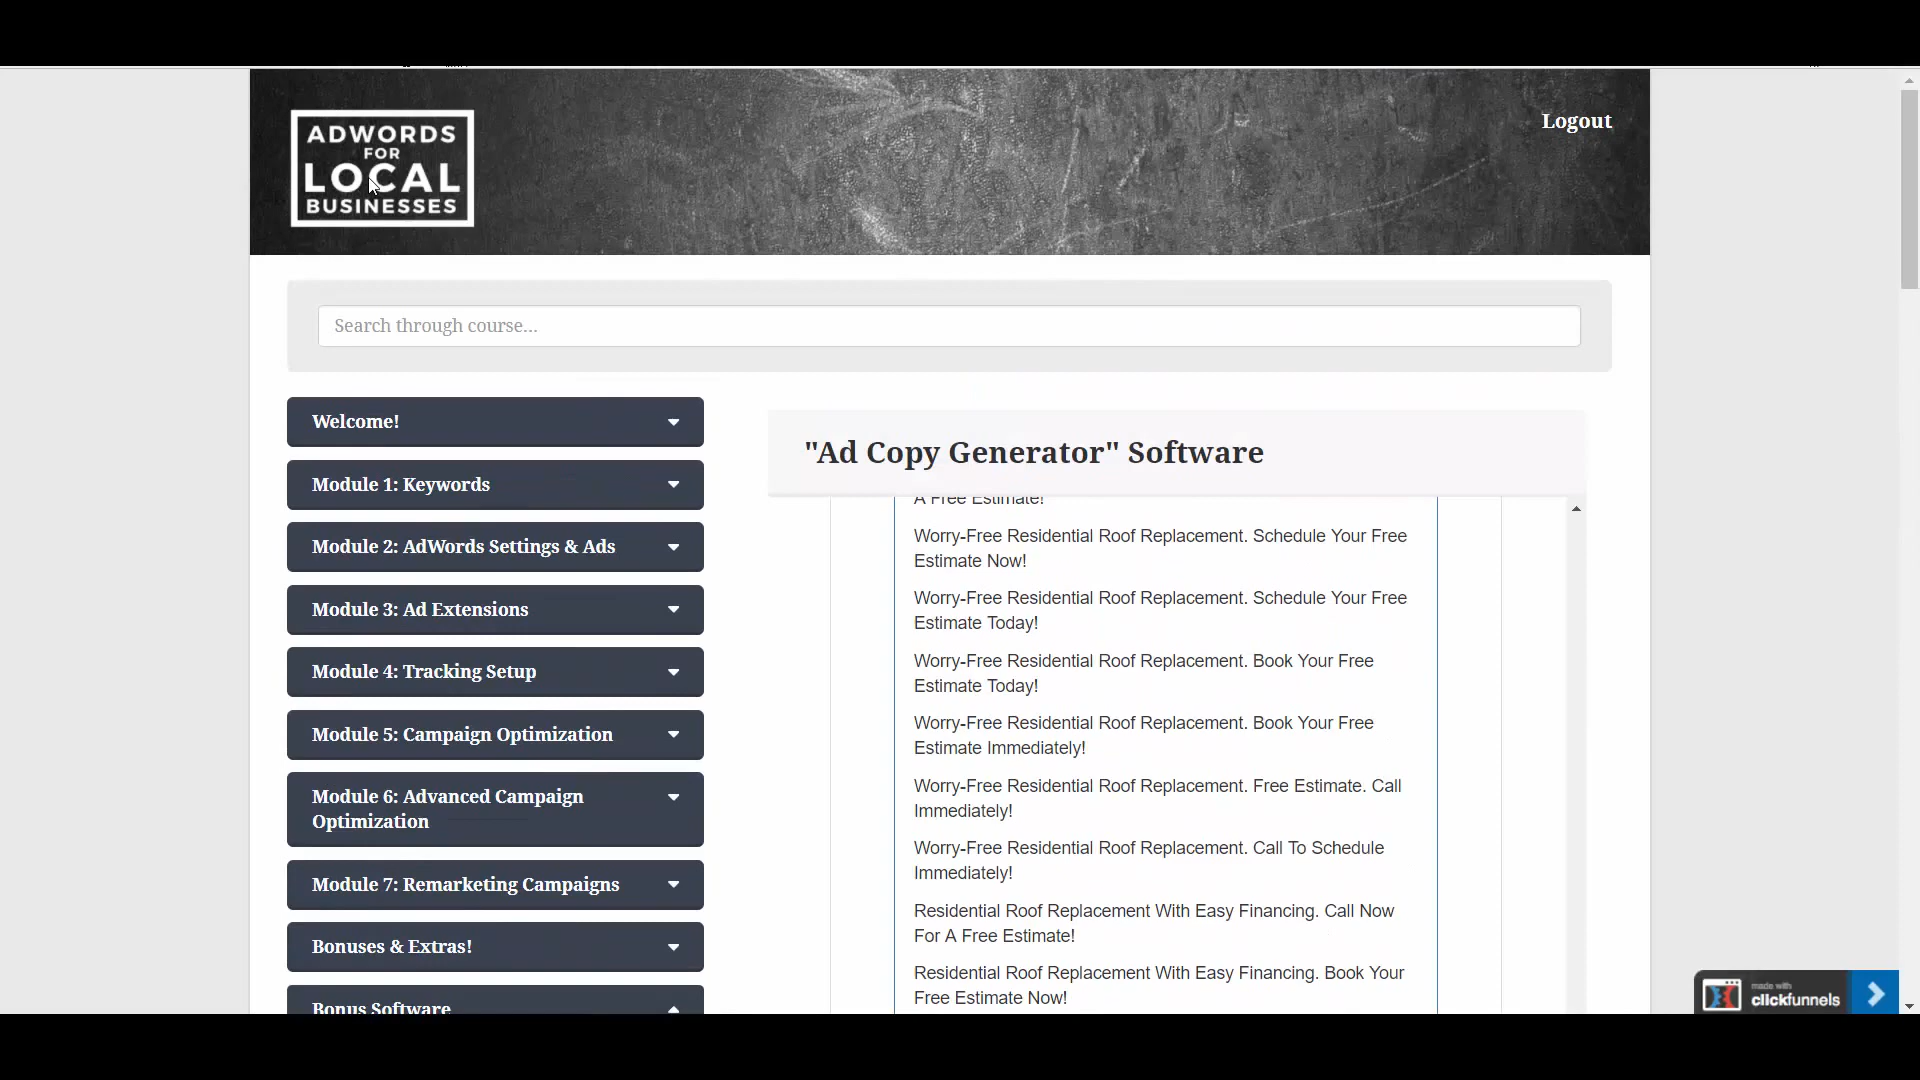 ADWORDS
FOR
LOCAL
BUSINESSES
Logout
Search through course...
Welcome!
Module 1: Keywords
Module 2: AdWords Settings & Ads
Module 3: Ad Extensions
Module 4: Tracking Setup
Module 5: Campaign Optimization
Module 6: Advanced Campaign
Optimization
Module 7: Remarketing Campaigns
Bonuses & Extras!
Bonus Software
"Ad Copy Generator" Software
A Free Estimate!
Worry-Free Residential Roof Replacement. Schedule Your Free
Estimate Now!
Worry-Free Residential Roof Replacement. Schedule Your Free
Estimate Today!
Worry-Free Residential Roof Replacement. Book Your Free
Estimate Today!
Worry-Free Residential Roof Replacement. Book Your Free
Estimate Immediately!
Worry-Free Residential Roof Replacement. Free Estimate. Call
Immediately!
Worry-Free Residential Roof Replacement. Call To Schedule
Immediately!
Residential Roof Replacement With Easy Financing. Call Now
For A Free Estimate!
Residential Roof Replacement With Easy Financing. Book Your
Free Estimate Now!
made with
clickfunnels